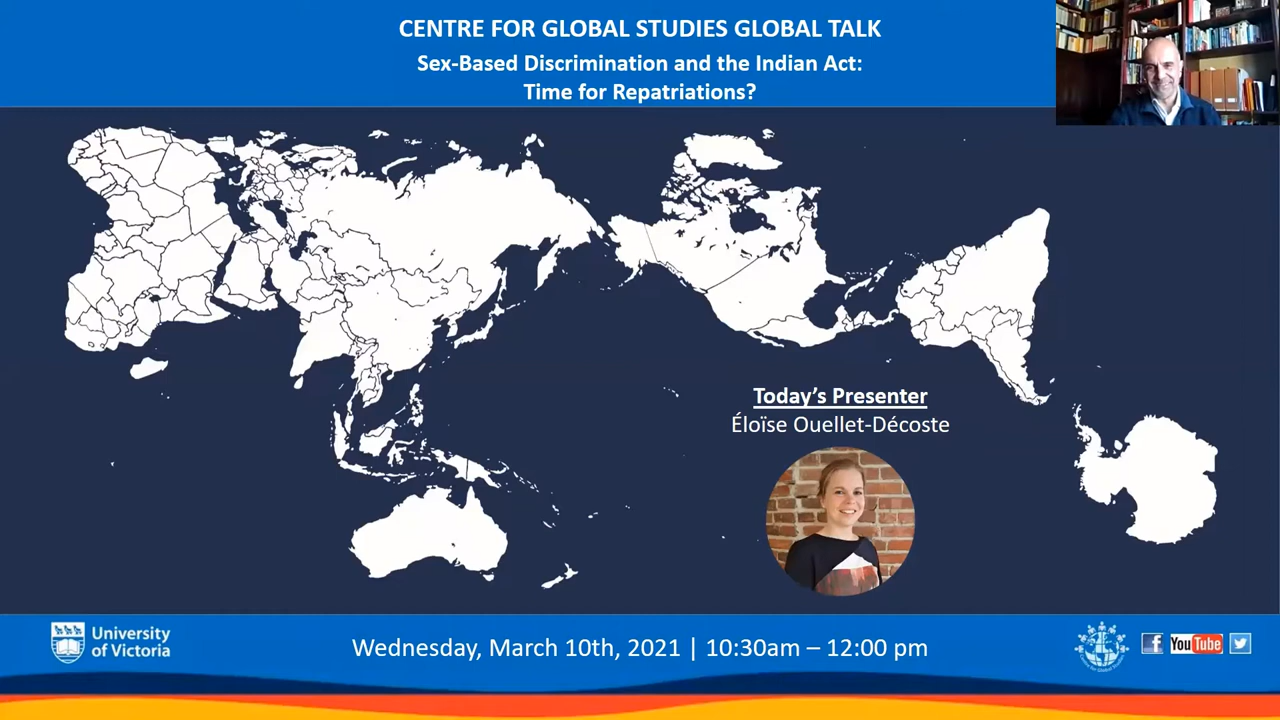 CENTRE FOR GLOBAL STUDIES GLOBAL TALK
Sex-Based Discrimination and the Indian Act:
Time for Repatriations?
Today's Presenter
Éloïse Ouellet-Décoste
University
of Victoria
Wednesday, March 10th, 2021 | 10:30am – 12:00 pm
f
YouTube